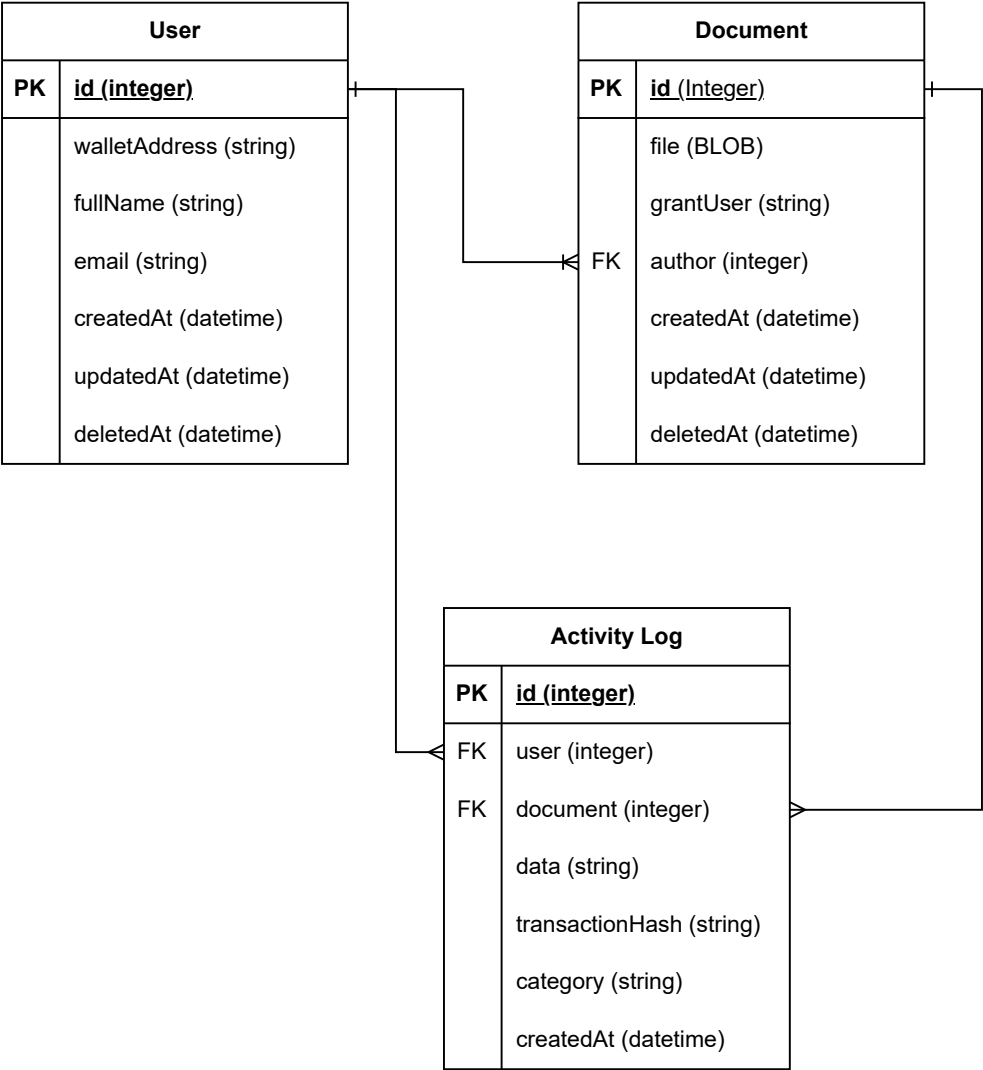 User
PK id (integer)
walletAddress (string)
fullName (string)
email (string)
createdAt (datetime)
updatedAt (datetime)
deletedAt (datetime)
Document
PK id (Integer)
file (BLOB)
grantUser (string)
FK author (integer)
createdAt (datetime)
updatedAt (datetime)
deletedAt (datetime)
Activity Log
PK id (integer)
FK user (integer)
FK document (integer)
data (string)
transactionHash (string)
category (string)
createdAt (datetime)